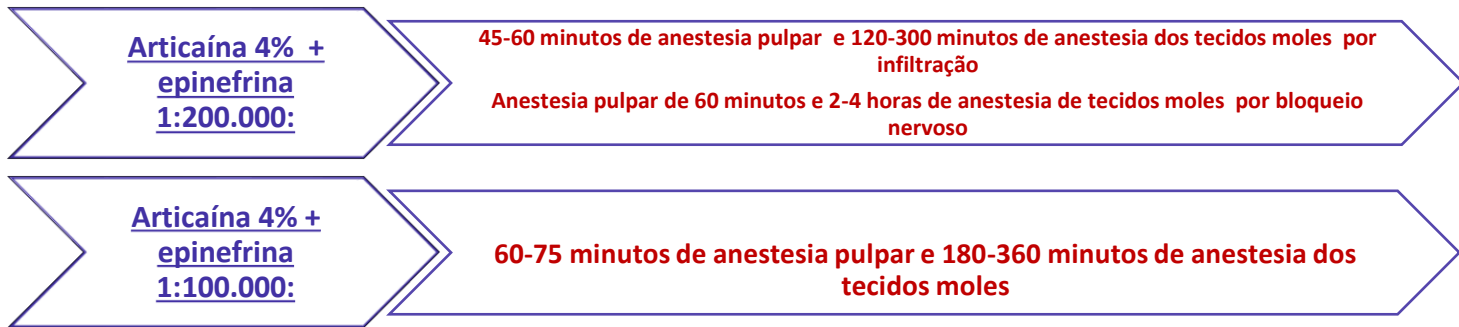 Articaína 4% +
epinefrina
1:200.000:
45-60 minutos de anestesia pulpar e 120-300 minutos de anestesia dos tecidos moles por
infiltração
Anestesia pulpar de 60 minutos e 2-4 horas de anestesia de tecidos moles por bloqueio
nervoso
Articaína 4% +
epinefrina
1:100.000:
60-75 minutos de anestesia pulpar e 180-360 minutos de anestesia dos
tecidos moles